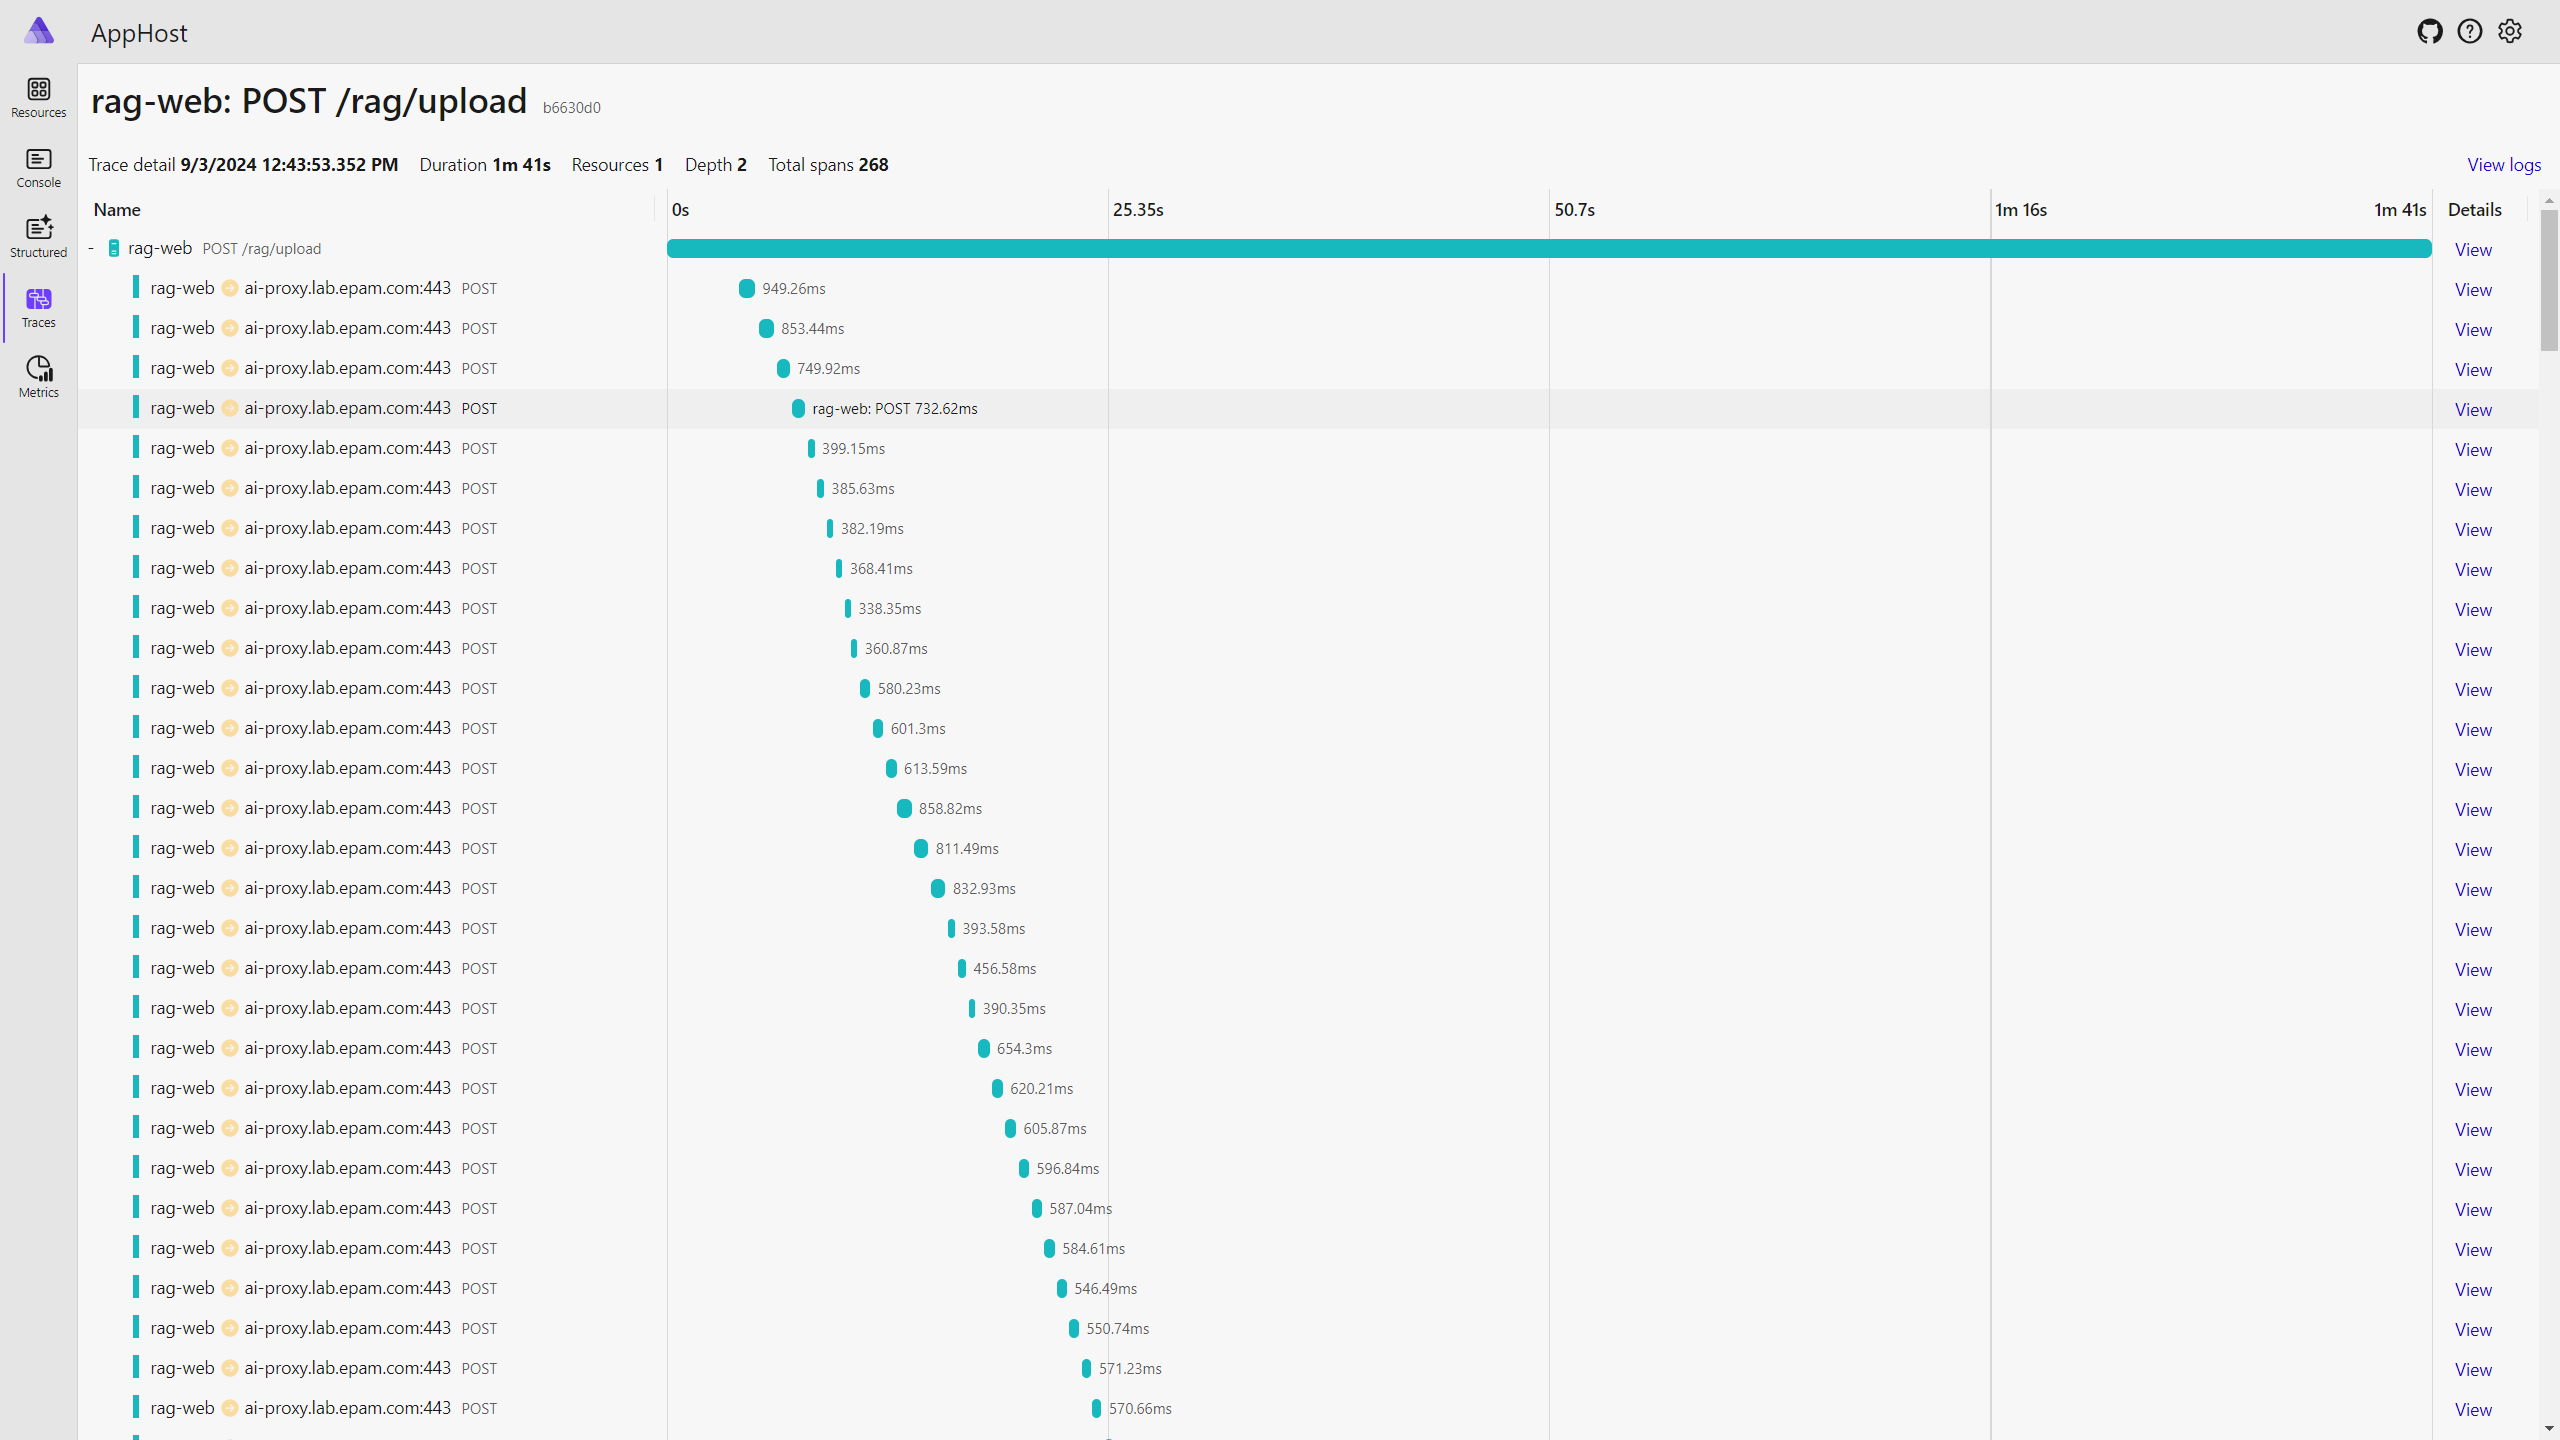 AppHost
Resources
Console
Structured
Traces
Metrics
rag-web: POST /rag/upload b6630d0
Trace detail 9/3/2024 12:43:53.352 PM Duration 1m 41s Resources 1 Depth 2 Total spans 268 View logs
Name 0s 25.35s 50.7s 1m 16s 1m 41s Details
- rag-web POST /rag/upload View
rag-web ai-proxy.lab.epam.com:443 POST 949.26ms View
rag-web ai-proxy.lab.epam.com:443 POST 853.44ms View
rag-web ai-proxy.lab.epam.com:443 POST 749.92ms View
rag-web ai-proxy.lab.epam.com:443 POST rag-web: POST 732.62ms View
rag-web ai-proxy.lab.epam.com:443 POST 399.15ms View
rag-web ai-proxy.lab.epam.com:443 POST 385.63ms View
rag-web ai-proxy.lab.epam.com:443 POST 382.19ms View
rag-web ai-proxy.lab.epam.com:443 POST 368.41ms View
rag-web ai-proxy.lab.epam.com:443 POST 338.35ms View
rag-web ai-proxy.lab.epam.com:443 POST 360.87ms View
rag-web ai-proxy.lab.epam.com:443 POST 580.23ms View
rag-web ai-proxy.lab.epam.com:443 POST 601.3ms View
rag-web ai-proxy.lab.epam.com:443 POST 613.59ms View
rag-web ai-proxy.lab.epam.com:443 POST 858.82ms View
rag-web ai-proxy.lab.epam.com:443 POST 811.49ms View
rag-web ai-proxy.lab.epam.com:443 POST 832.93ms View
rag-web ai-proxy.lab.epam.com:443 POST 393.58ms View
rag-web ai-proxy.lab.epam.com:443 POST 456.58ms View
rag-web ai-proxy.lab.epam.com:443 POST 390.35ms View
rag-web ai-proxy.lab.epam.com:443 POST 654.3ms View
rag-web ai-proxy.lab.epam.com:443 POST 620.21ms View
rag-web ai-proxy.lab.epam.com:443 POST 605.87ms View
rag-web ai-proxy.lab.epam.com:443 POST 596.84ms View
rag-web ai-proxy.lab.epam.com:443 POST 587.04ms View
rag-web ai-proxy.lab.epam.com:443 POST 584.61ms View
rag-web ai-proxy.lab.epam.com:443 POST 546.49ms View
rag-web ai-proxy.lab.epam.com:443 POST 550.74ms View
rag-web ai-proxy.lab.epam.com:443 POST 571.23ms View
rag-web ai-proxy.lab.epam.com:443 POST 570.66ms View